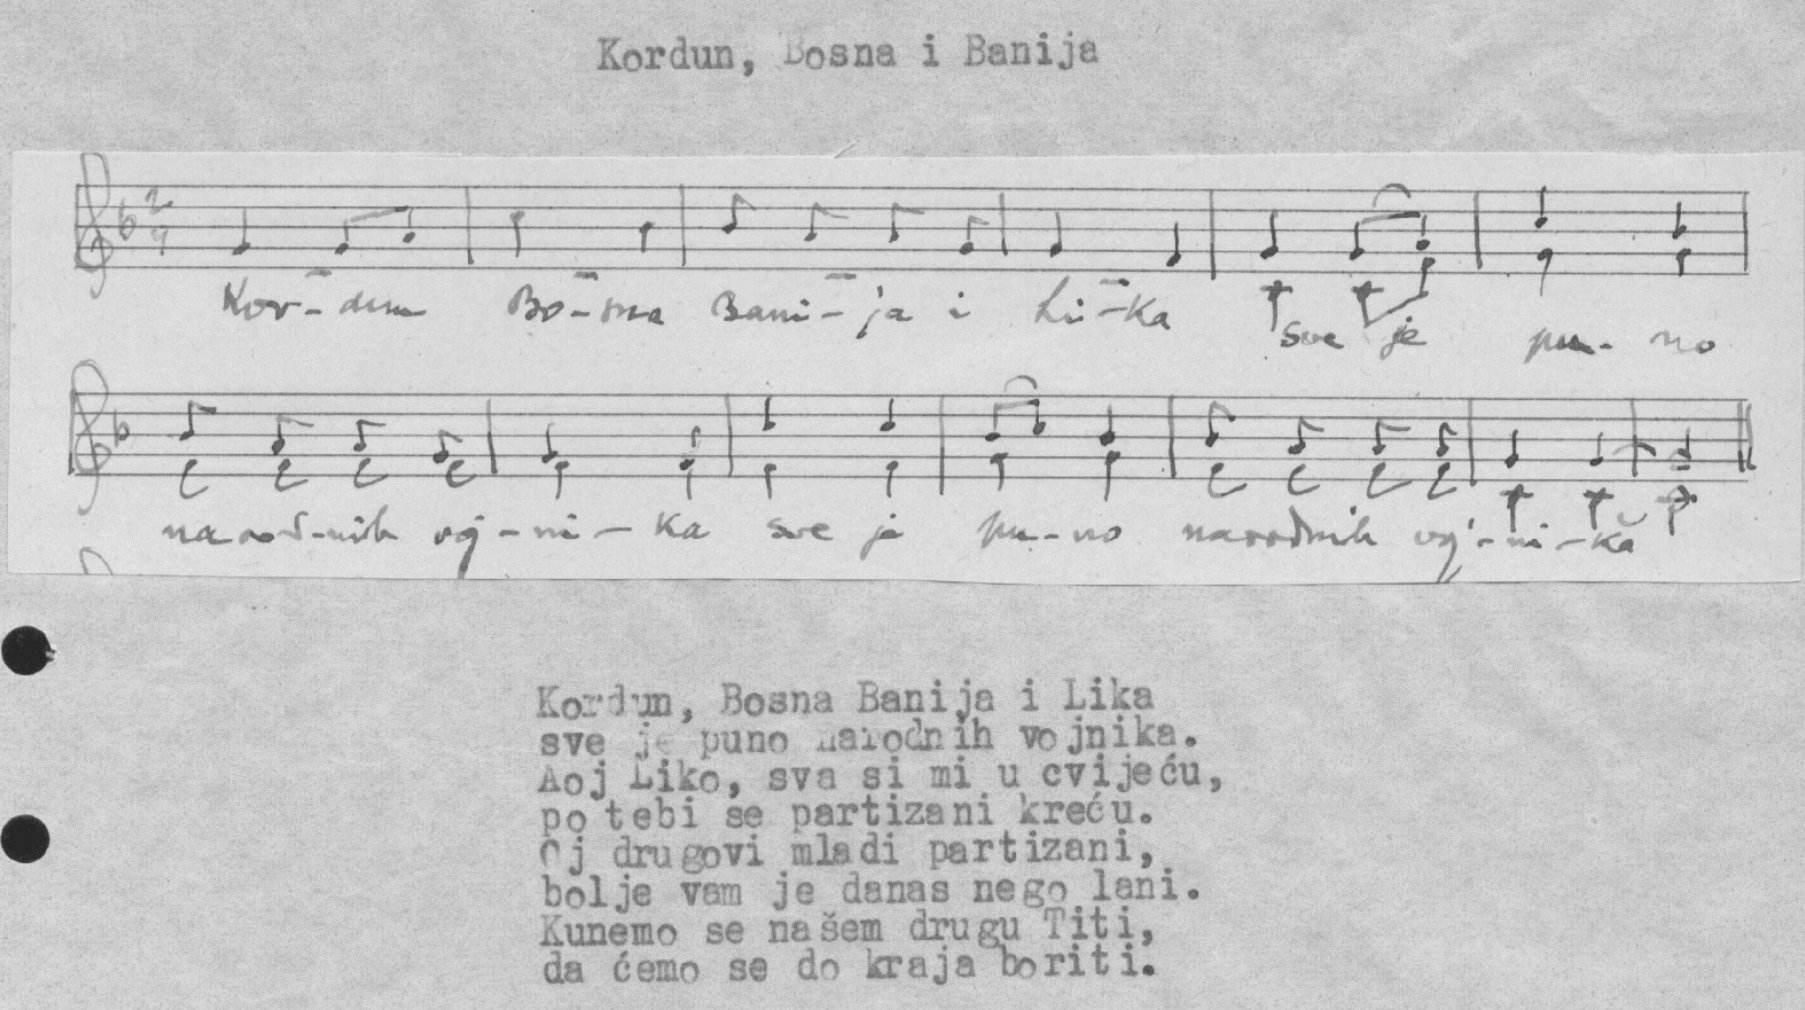 Kordun, Bosna i Banija
2
4
Kor-dun Bo-sna Bani-ja i Li-ka sve je pu-no
narod-nih voj-ni-ka sve je pu-no narodnih voj-ni-ka
Kordun, Bosna Banija i Lika
sve je puno narodnih vojnika.
Aoj Liko, sva si mi u cvijeću,
po tebi se partizani kreću.
Oj drugovi mladi partizani,
bolje vam je danas nego lani.
Kunemo se našem drugu Titi,
da ćemo se do kraja boriti.